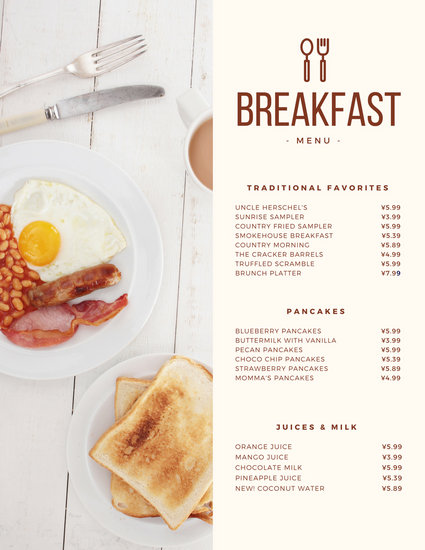 BREAKFAST
- MENU -
TRADITIONAL FAVORITES
UNCLE HERSCHEL'S ¥5.99
SUNRISE SAMPLER ¥3.99
COUNTRY FRIED SAMPLER ¥5.99
SMOKEHOUSE BREAKFAST ¥5.39
COUNTRY MORNING ¥5.89
THE CRACKER BARRELS ¥4.99
TRUFFLED SCRAMBLE ¥5.99
BRUNCH PLATTER ¥7.99
PANCAKES
BLUEBERRY PANCAKES ¥5.99
BUTTERMILK WITH VANILLA ¥3.99
PECAN PANCAKES ¥5.99
CHOCO CHIP PANCAKES ¥5.39
STRAWBERRY PANCAKES ¥5.89
MOMMA'S PANCAKES ¥4.99
JUICES & MILK
ORANGE JUICE ¥5.99
MANGO JUICE ¥3.99
CHOCOLATE MILK ¥5.99
PINEAPPLE JUICE ¥5.39
NEW! COCONUT WATER ¥5.89